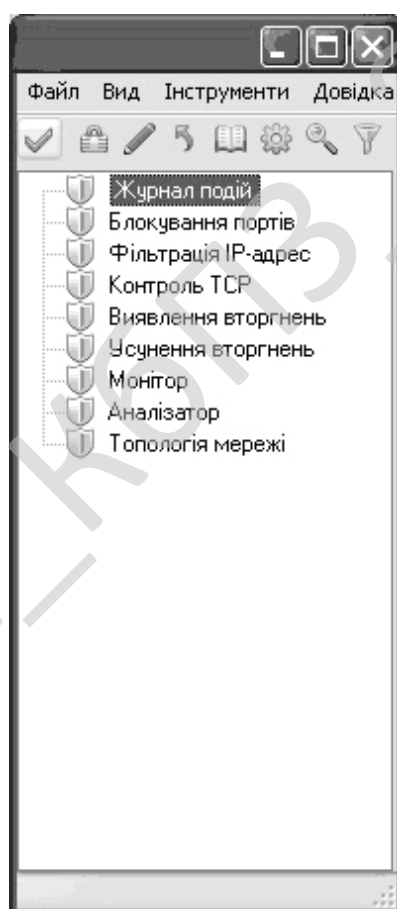 Файл Вид Інструменти Довідка
Журнал подій
Блокування портів
Фільтрація IP-адрес
Контроль TCP
Виявлення вторгнень
Усунення вторгнень
Монітор
Аналізатор
Топологія мережі